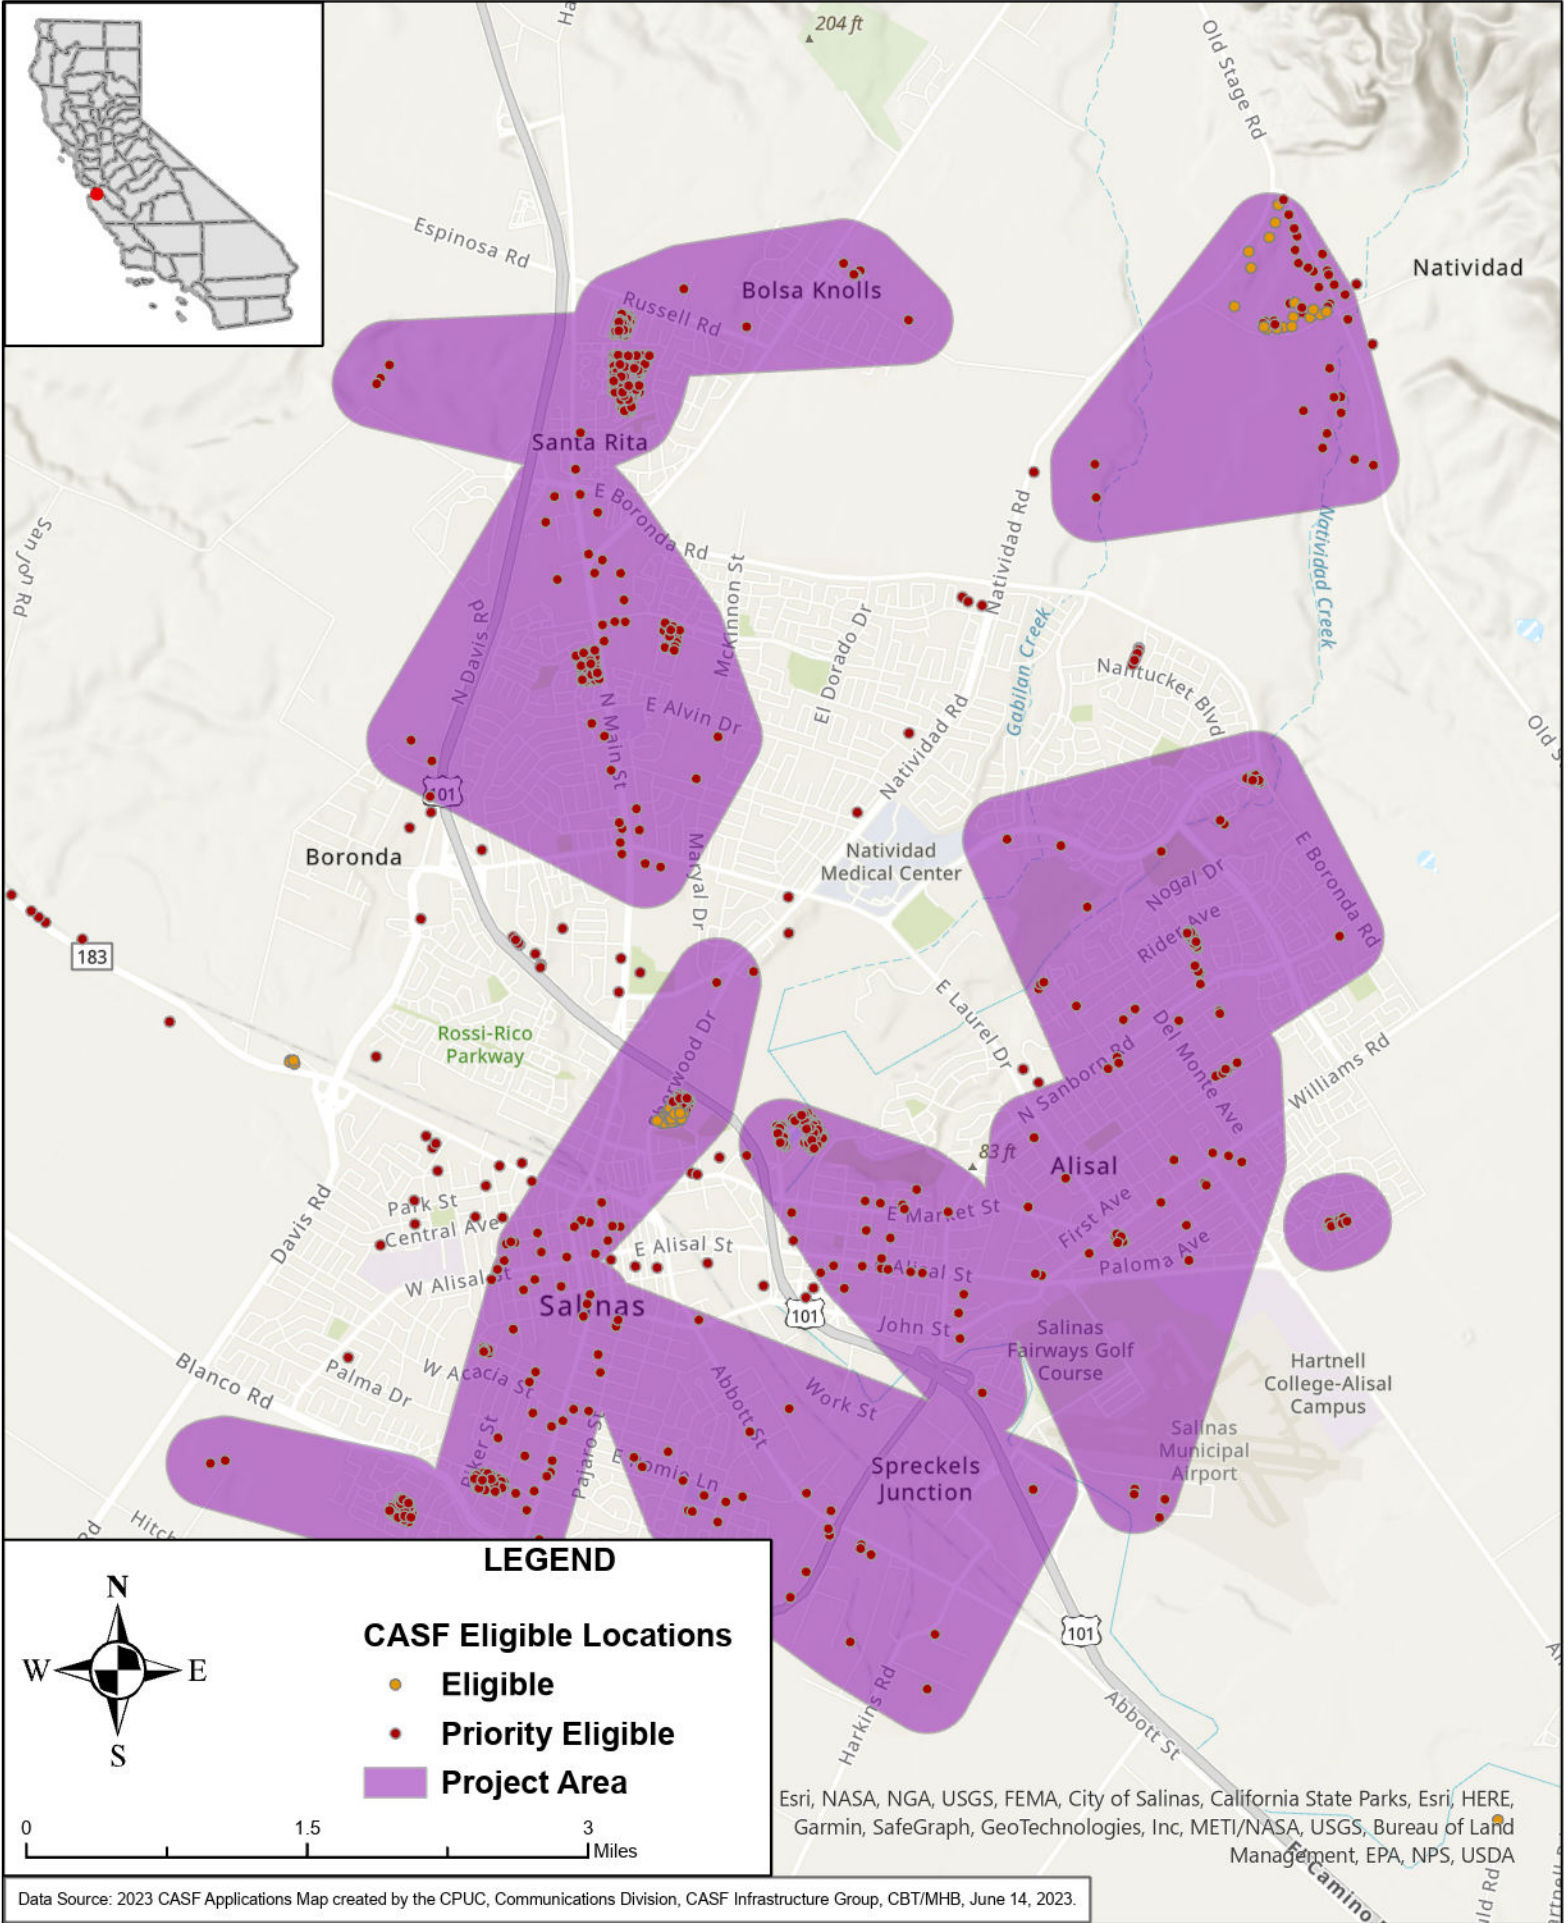 204 ft
Old Stage Rd
Espinosa Rd
Natividad
Bolsa Knolls
Russell Rd
Santa Rita
E Boronda Rd
Natividad Rd
Sanjon Rd
McKinnon St
Natividad Creek
El Dorado Dr
Gabilan Creek
N Davis Rd
Nantucket Blvd
E Alvin Dr
N Main St
Natividad Rd
101
Boronda
Maryal Dr
Natividad
Medical Center
Nogal Dr
E Boronda Rd
Rider Ave
183
E Laurel Dr
Rossi-Rico
Parkway
Del Monte Ave
N Sanborn Rd
Williams Rd
83 ft
Alisal
Park St
Central Ave
Davis Rd
E Market St
First Ave
E Alisal St
Paloma Ave
W Alisal St
Alisal St
Salinas
101
John St
Salinas
Fairways Golf
Course
Hartnell
College-Alisal
Campus
Blanco Rd
Palma Dr
W Acacia St
Abbott St
Work St
Pajaro St
E Romie Ln
Salinas
Municipal
Airport
Spreckels
Junction
LEGEND
N
W E
S
CASF Eligible Locations
Eligible
Priority Eligible
Project Area
0 1.5 3
Miles
101
Harkins Rd
Abbott St
Esri, NASA, NGA, USGS, FEMA, City of Salinas, California State Parks, Esri, HERE,
Garmin, SafeGraph, GeoTechnologies, Inc, METI/NASA, USGS, Bureau of Land
Management, EPA, NPS, USDA
El Camino
Data Source: 2023 CASF Applications Map created by the CPUC, Communications Division, CASF Infrastructure Group, CBT/MHB, June 14, 2023.